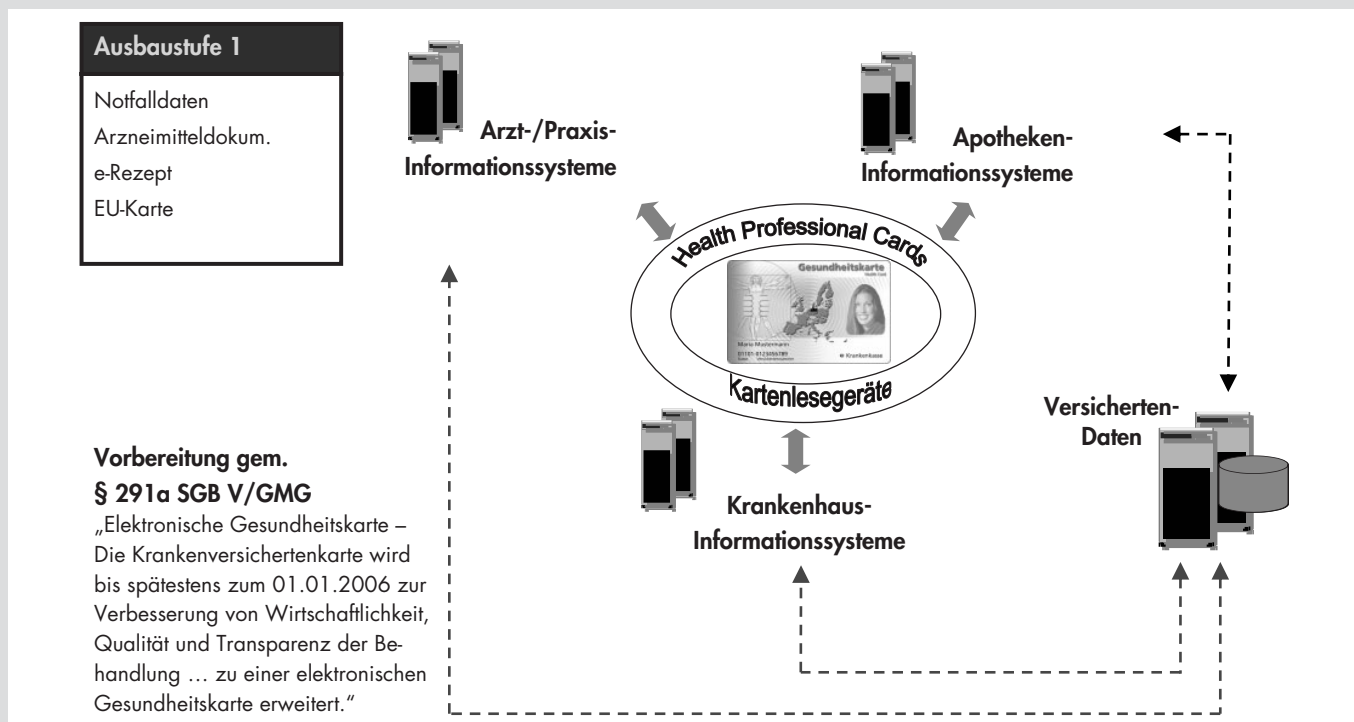 Ausbaustufe 1
Notfalldaten
Arzneimitteldokum.
e-Rezept
EU-Karte
Arzt-/Praxis-
Informationssysteme
Apotheken-
Informationssysteme
Health Professional Cards
Gesundheitskarte
Kartenlesegeräte
Versicherten-
Daten
Krankenhaus-
Informationssysteme
Vorbereitung gem.
§ 291a SGB V/GMG
„Elektronische Gesundheitskarte –
Die Krankenversichertenkarte wird
bis spätestens zum 01.01.2006 zur
Verbesserung von Wirtschaftlichkeit,
Qualität und Transparenz der Be-
handlung … zu einer elektronischen
Gesundheitskarte erweitert.“